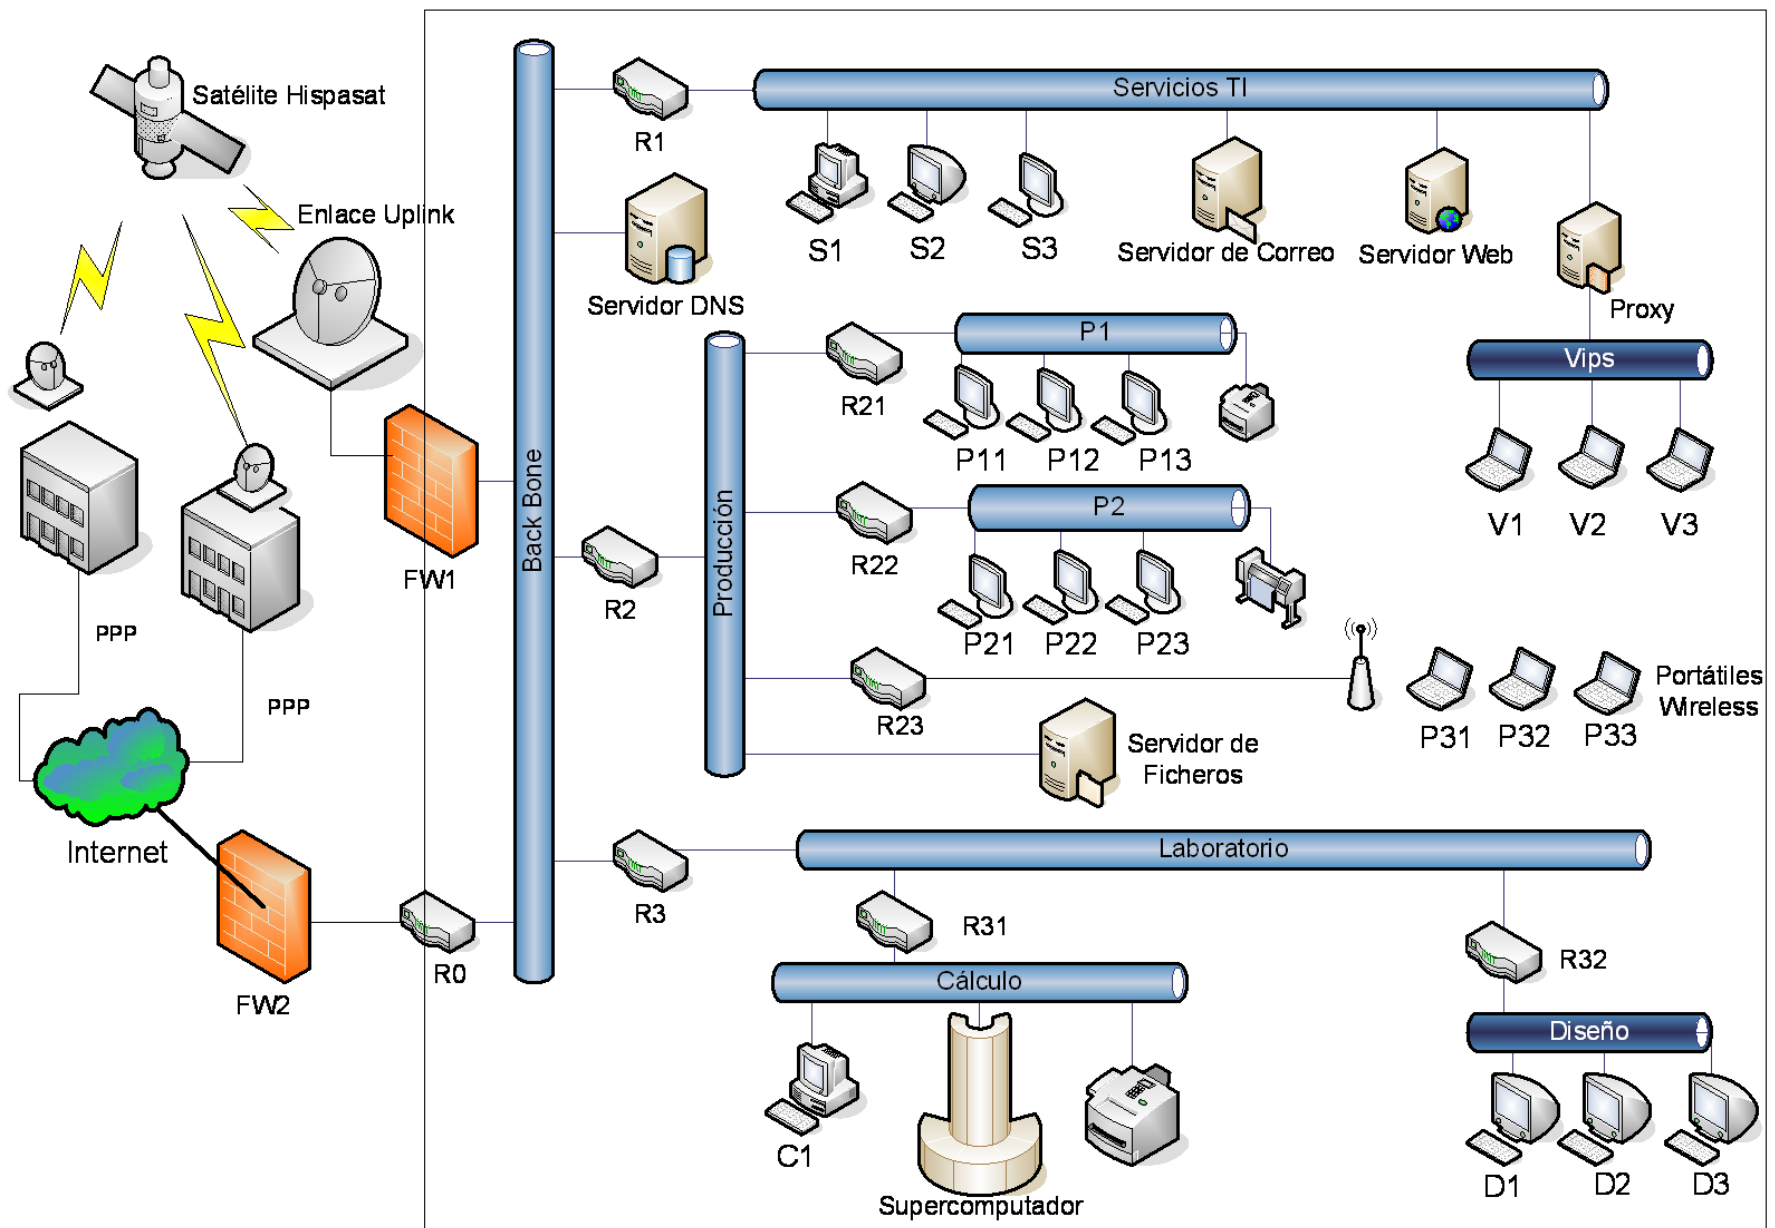 Satélite Hispasat
Enlace Uplink
Back Bone
R1
Servicios TI
S1
S2
S3
Servidor de Correo
Servidor Web
Proxy
Servidor DNS
Vips
V1
V2
V3
Producción
R21
P1
P11
P12
P13
FW1
R2
R22
P2
P21
P22
P23
PPP
PPP
R23
Portátiles
Wireless
P31
P32
P33
Servidor de
Ficheros
Internet
FW2
R0
R3
Laboratorio
R31
R32
Cálculo
C1
Supercomputador
Diseño
D1
D2
D3